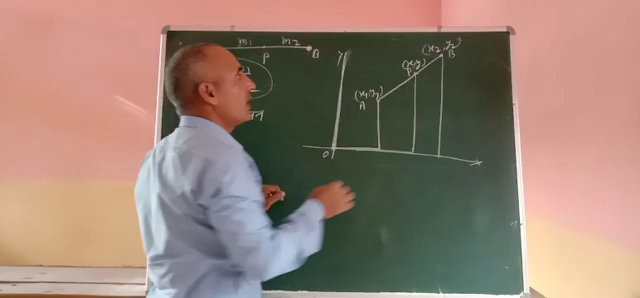 m₁ m₂
P B
y
(x₂, y₂)
B
(x, y)
P
(x₁, y₁)
A
O x